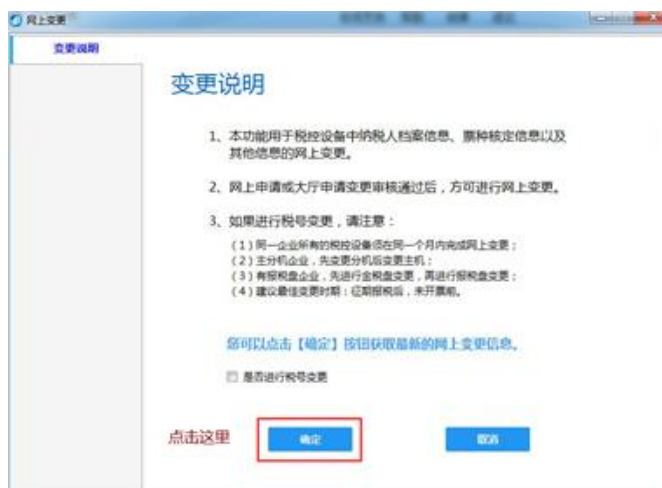 网上变更
变更说明
变更说明
1、本功能用于税控设备中纳税人档案信息、票种核定信息以及
其他信息的网上变更。
2、网上申请或大厅申请变更审核通过后，方可进行网上变更。
3、如果进行税号变更，请注意：
（1）同一企业所有的税控设备须在同一个月内完成网上变更；
（2）主分机企业，先变更分机后变更主机；
（3）有报税盘企业，先进行金税盘变更，再进行报税盘变更；
（4）建议最佳变更时期：征期报税后，未开票前。
您可以点击【确定】按钮获取最新的网上变更信息。
是否进行税号变更
点击这里 确定 取消